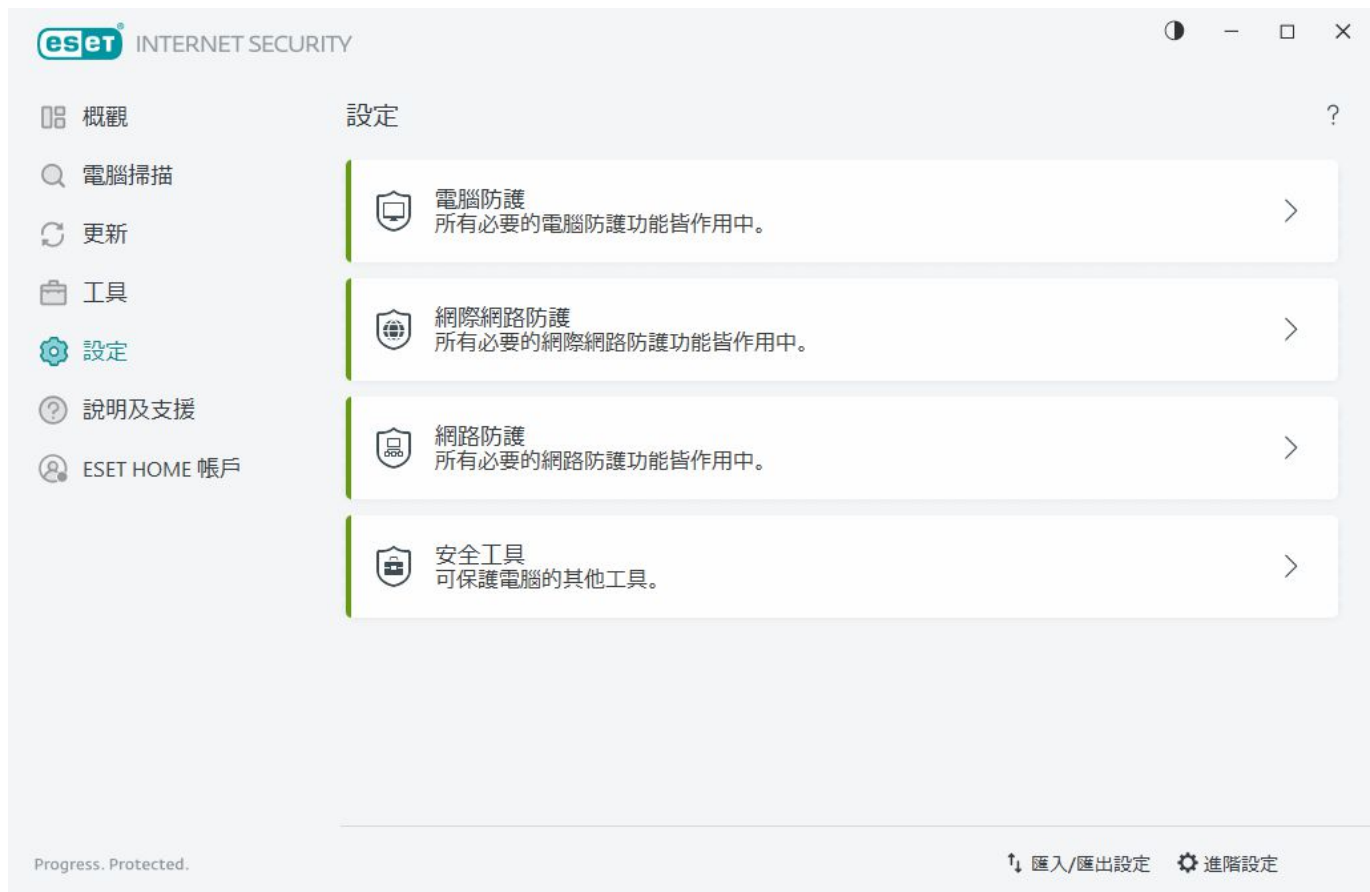 eset® INTERNET SECURITY
概觀
電腦掃描
更新
工具
設定
說明及支援
ESET HOME 帳戶
設定
?
電腦防護
所有必要的電腦防護功能皆作用中。
網際網路防護
所有必要的網際網路防護功能皆作用中。
網路防護
所有必要的網路防護功能皆作用中。
安全工具
可保護電腦的其他工具。
Progress. Protected.
匯入/匯出設定
進階設定